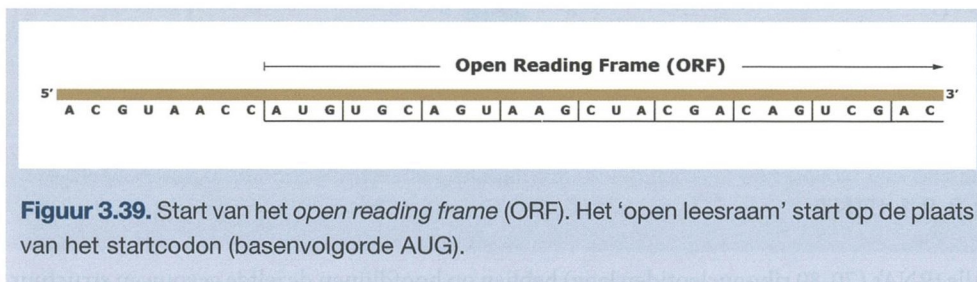 Open Reading Frame (ORF)
5' 3'
A C G U A A C C A U G U G C A G U A A G C U A C G A C A G U C G A C
Figuur 3.39. Start van het open reading frame (ORF). Het ‘open leesraam’ start op de plaats
van het startcodon (basenvolgorde AUG).